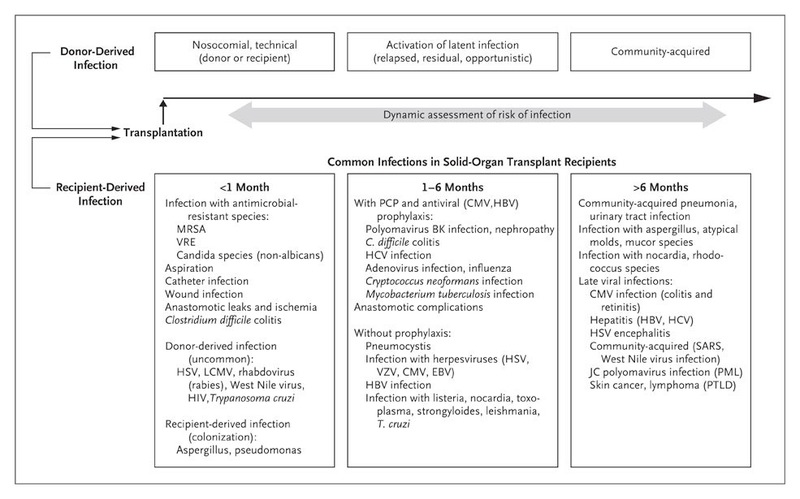 Donor-Derived
Infection
Nosocomial, technical
(donor or recipient)
Activation of latent infection
(relapsed, residual, opportunistic)
Community-acquired
Dynamic assessment of risk of infection
Transplantation
Common Infections in Solid-Organ Transplant Recipients
Recipient-Derived
Infection
<1 Month
Infection with antimicrobial-
resistant species:
MRSA
VRE
Candida species (non-albicans)
Aspiration
Catheter infection
Wound infection
Anastomotic leaks and ischemia
Clostridium difficile colitis
Donor-derived infection
(uncommon):
HSV, LCMV, rhabdovirus
(rabies), West Nile virus,
HIV,Trypanosoma cruzi
Recipient-derived infection
(colonization):
Aspergillus, pseudomonas
1–6 Months
With PCP and antiviral (CMV,HBV)
prophylaxis:
Polyomavirus BK infection, nephropathy
C. difficile colitis
HCV infection
Adenovirus infection, influenza
Cryptococcus neoformans infection
Mycobacterium tuberculosis infection
Anastomotic complications
Without prophylaxis:
Pneumocystis
Infection with herpesviruses (HSV,
VZV, CMV, EBV)
HBV infection
Infection with listeria, nocardia, toxo-
plasma, strongyloides, leishmania,
T. cruzi
>6 Months
Community-acquired pneumonia,
urinary tract infection
Infection with aspergillus, atypical
molds, mucor species
Infection with nocardia, rhodo-
coccus species
Late viral infections:
CMV infection (colitis and
retinitis)
Hepatitis (HBV, HCV)
HSV encephalitis
Community-acquired (SARS,
West Nile virus infection)
JC polyomavirus infection (PML)
Skin cancer, lymphoma (PTLD)